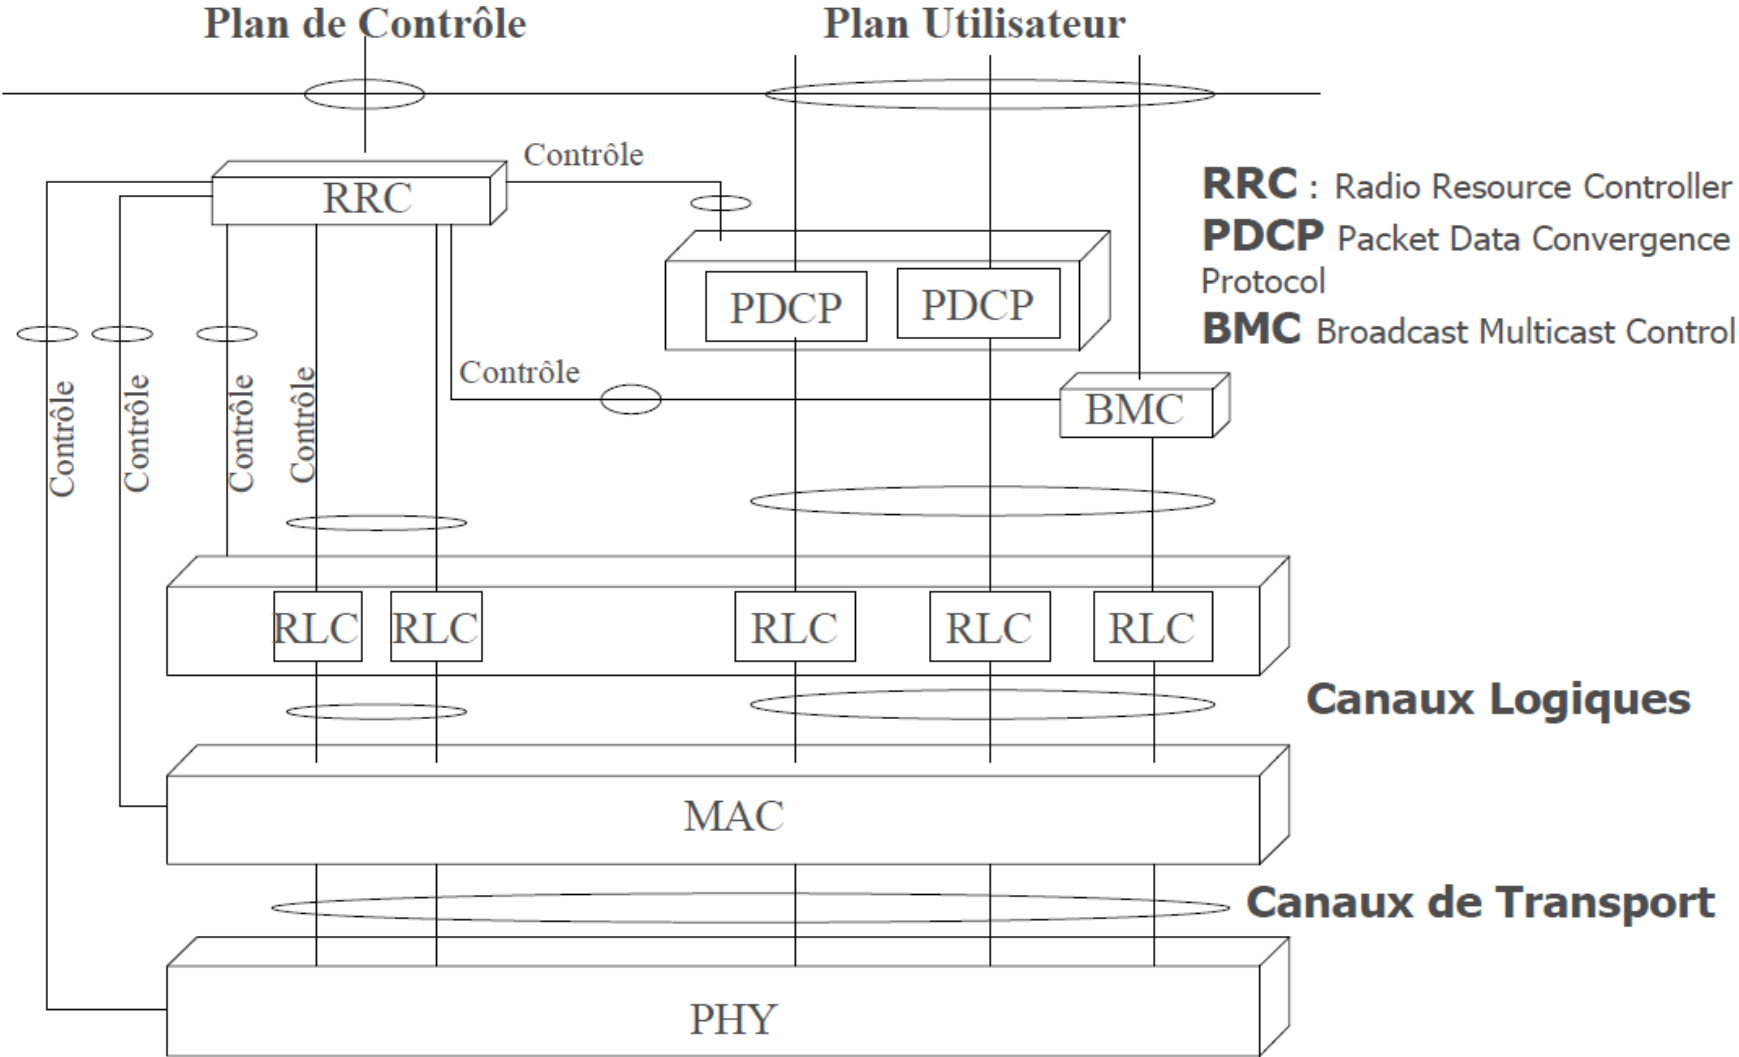 Plan de Contrôle
Plan Utilisateur
Contrôle
RRC
RRC : Radio Resource Controller
PDCP Packet Data Convergence
Protocol
BMC Broadcast Multicast Control
PDCP
PDCP
Contrôle
BMC
Contrôle
Contrôle
Contrôle
Contrôle
RLC
RLC
RLC
RLC
RLC
Canaux Logiques
MAC
Canaux de Transport
PHY